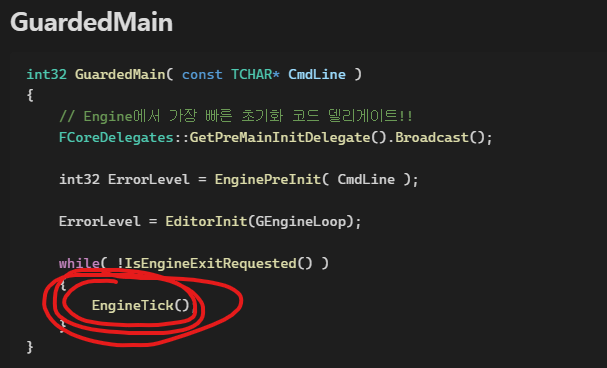 GuardedMain
int32 GuardedMain( const TCHAR* CmdLine )
{
// Engine에서 가장 빠른 초기화 코드 델리게이트!!
FCoreDelegates::GetPreMainInitDelegate().Broadcast();
int32 ErrorLevel = EnginePreInit( CmdLine );
ErrorLevel = EditorInit(GEngineLoop);
while( !IsEngineExitRequested() )
{
EngineTick()
}
}